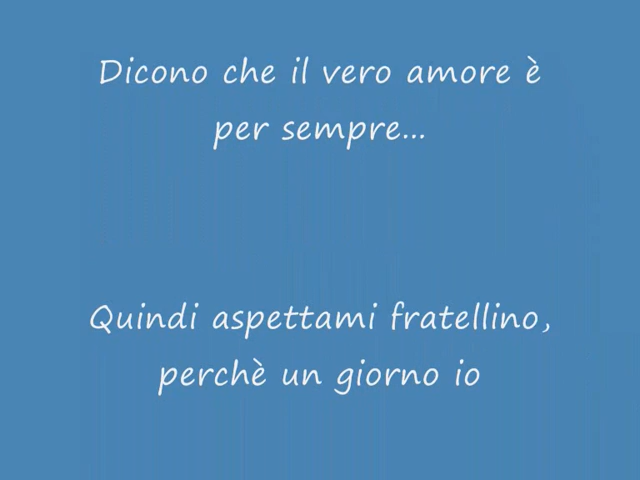 Dicono che il vero amore è
per sempre...
Quindi aspettami fratellino,
perchè un giorno io